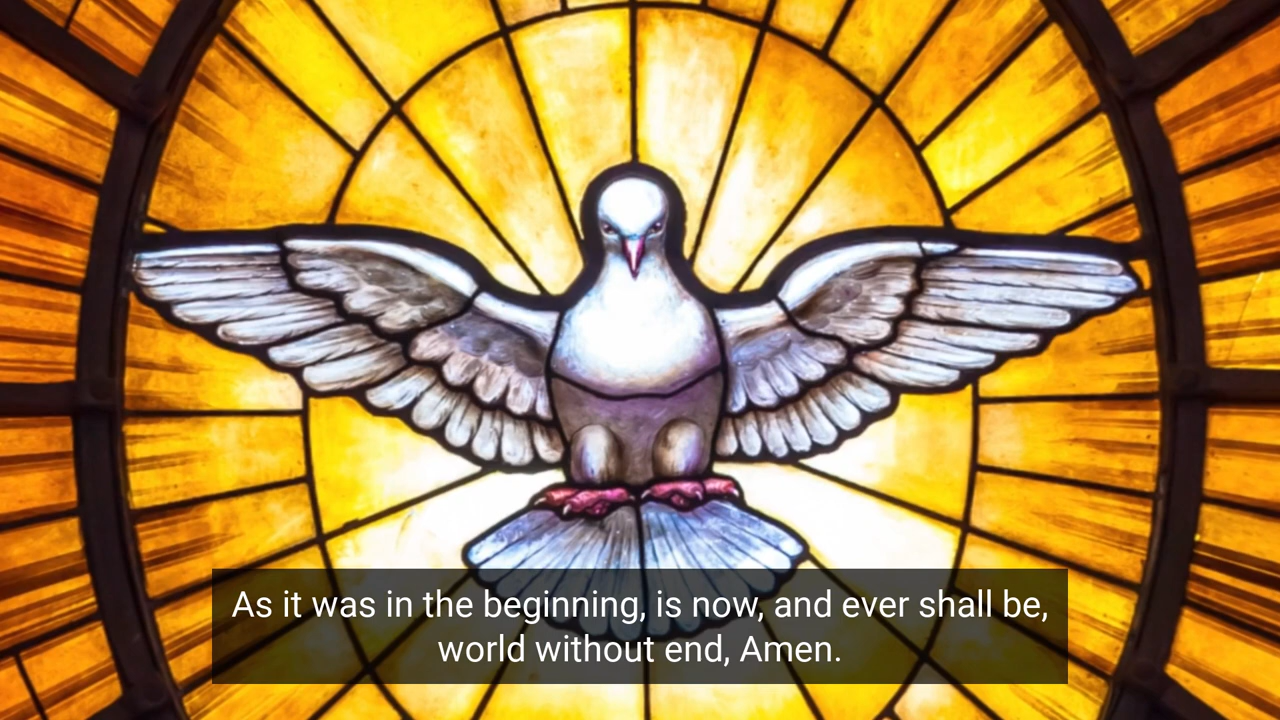 As it was in the beginning, is now, and ever shall be,
world without end, Amen.